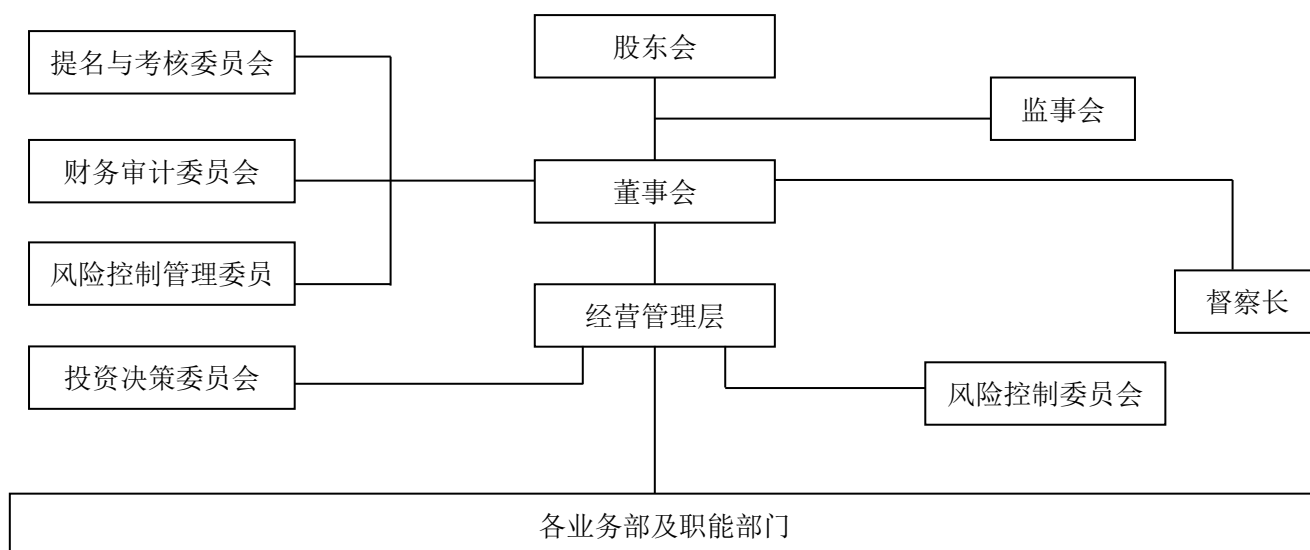 股东会
提名与考核委员会
监事会
财务审计委员会
董事会
风险控制管理委员
督察长
经营管理层
投资决策委员会
风险控制委员会
各业务部及职能部门